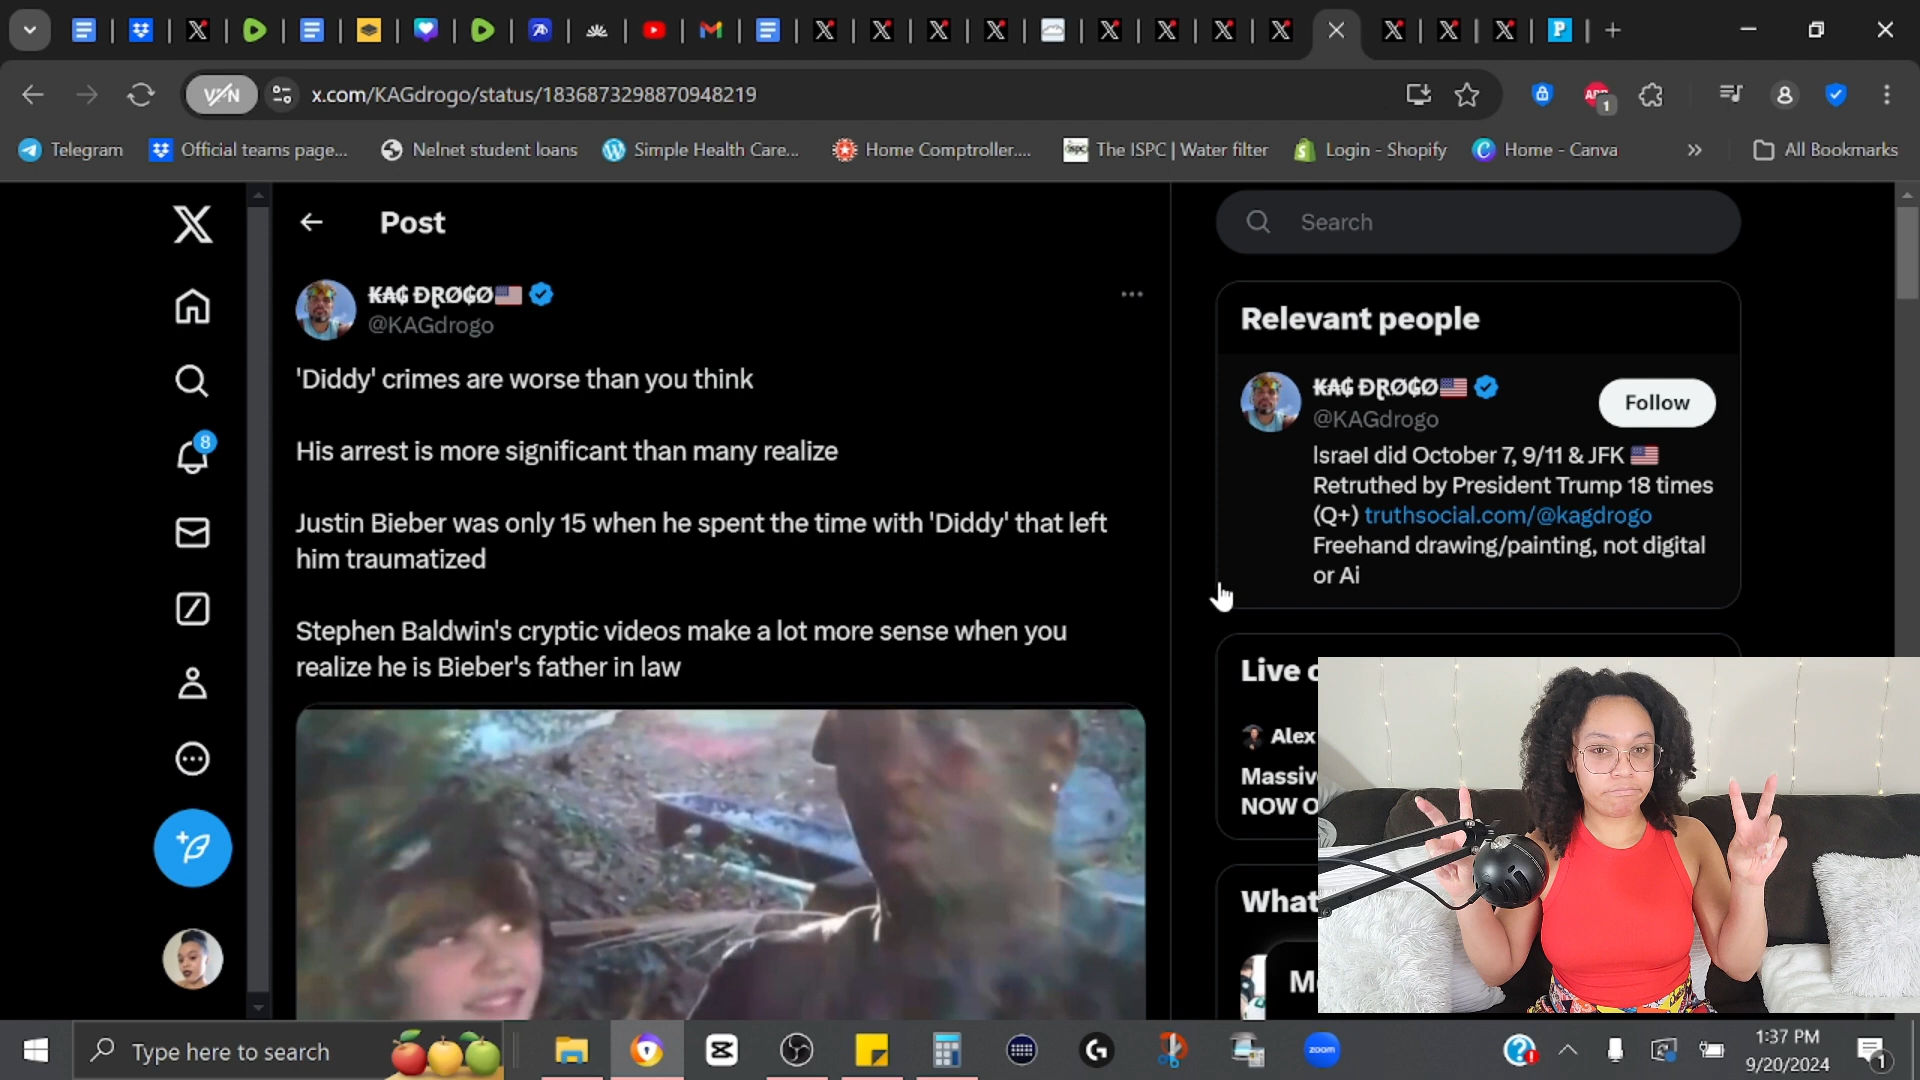 x.com/KAGdrogo/status/1836873298870948219
1
Telegram
Official teams page...
Nelnet student loans
Simple Health Care...
Home Comptroller....
The ISPC | Water filter
Login - Shopify
Home - Canva
All Bookmarks
Post
Search
₭₳₲ ĐⱤØ₲Ø
@KAGdrogo
'Diddy' crimes are worse than you think
His arrest is more significant than many realize
Justin Bieber was only 15 when he spent the time with 'Diddy' that left
him traumatized
Stephen Baldwin's cryptic videos make a lot more sense when you
realize he is Bieber's father in law
8
Relevant people
₭₳₲ ĐⱤØ₲Ø
@KAGdrogo
Follow
Israel did October 7, 9/11 & JFK
Retruthed by President Trump 18 times
(Q+) truthsocial.com/@kagdrogo
Freehand drawing/painting, not digital
or Ai
Live
Alex
NOW
Type here to search
zoom
1:37 PM
9/20/2024
1